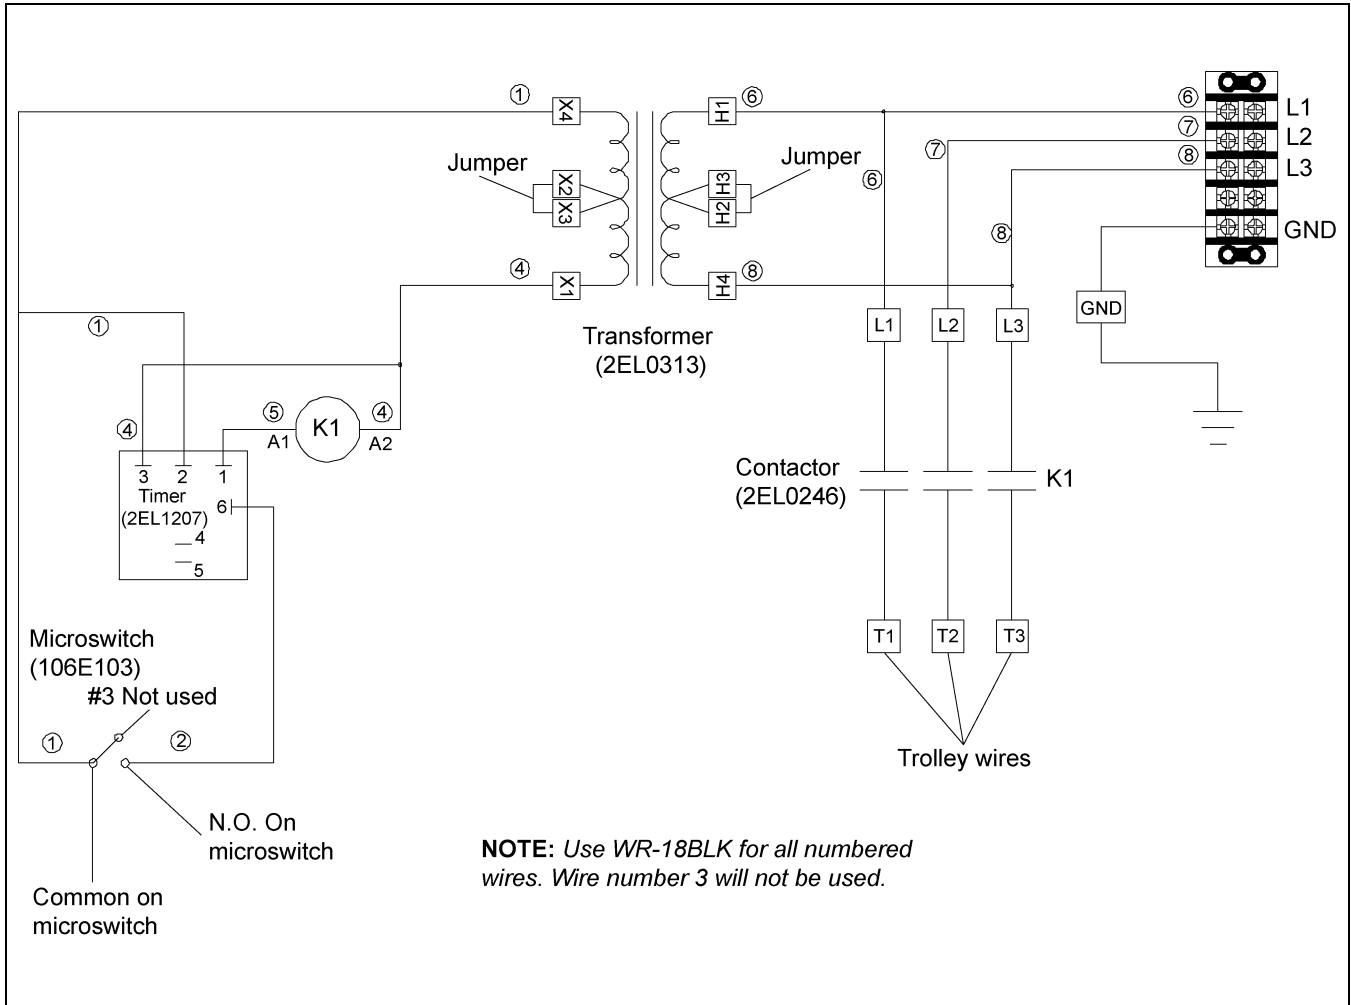 1
X4
H1
6
6
L1
7
L2
7
8
L3
Jumper
X2
X3
H3
H2
Jumper
6
8
GND
4
X1
H4
8
GND
1
L1
L2
L3
Transformer
(2EL0313)
4
5
A1
K1
4
A2
3
2
1
Timer
(2EL1207)
6
4
5
Contactor
(2EL0246)
K1
T1
T2
T3
Trolley wires
Microswitch
(106E103)
#3 Not used
1
2
N.O. On
microswitch
Common on
microswitch
NOTE: Use WR-18BLK for all numbered
wires. Wire number 3 will not be used.